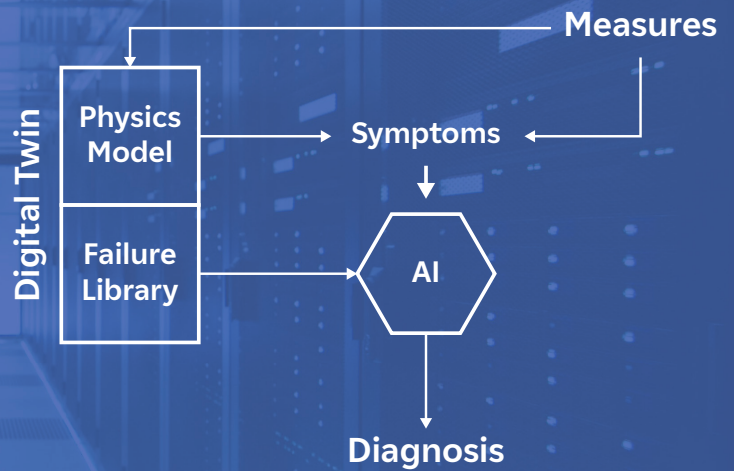 Measures
Digital Twin
Physics
Model
Symptoms
Failure
Library
AI
Diagnosis